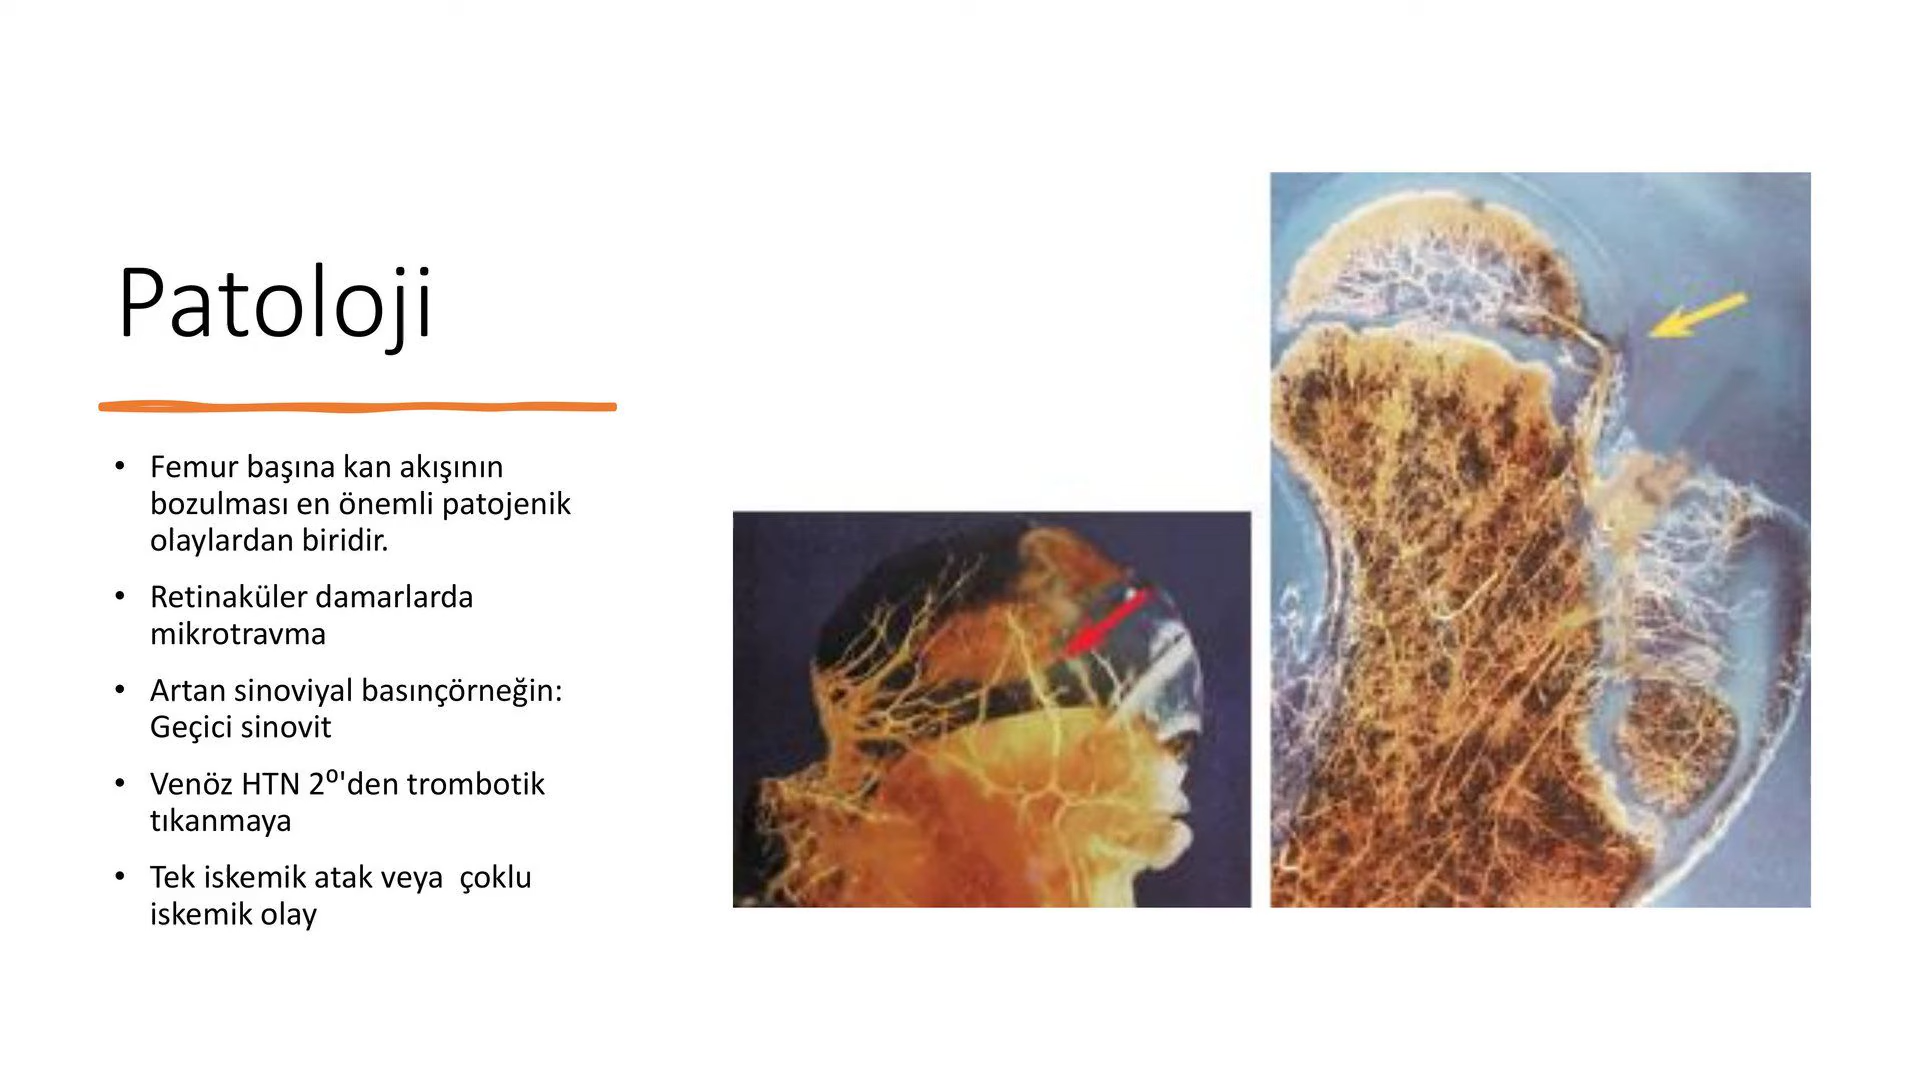 Patoloji
• Femur başına kan akışının
bozulması en önemli patojenik
olaylardan biridir.
• Retinaküler damarlarda
mikrotravma
• Artan sinoviyal basınçörneğin:
Geçici sinovit
• Venöz HTN 2⁰'den trombotik
tıkanmaya
• Tek iskemik atak veya  çoklu
iskemik olay